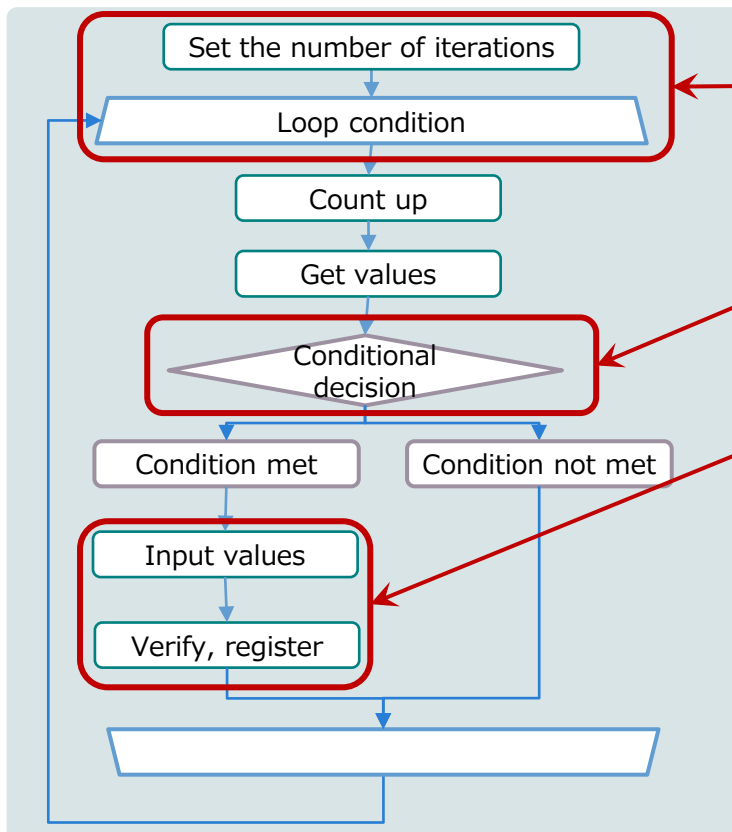 Set the number of iterations
Loop condition
Count up
Get values
Conditional
decision
Condition met
Condition not met
Input values
Verify, register